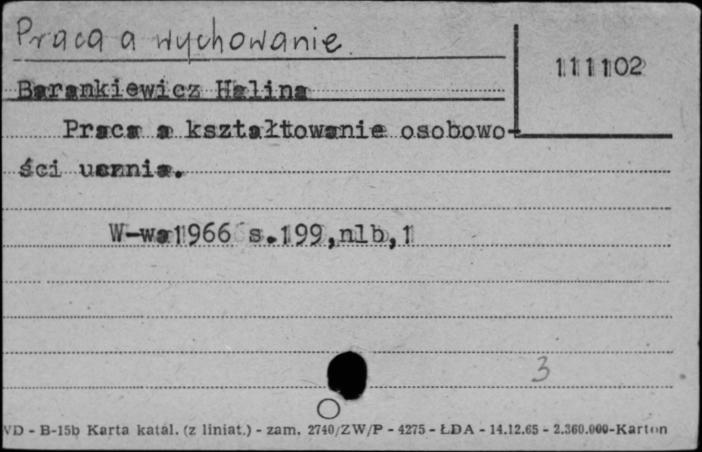 Praca a wychowanie.
111102
Barankiewicz Halina
Praca a kształtowanie osobowo-
ści ucznia.
W-wa 1966 s.199,nlb,1
3
VD - B-15b Karta katal. (z liniat.) - zam. 2740/ZW/P - 4275 - ŁDA - 14.12.65 - 2.360.000-Karton